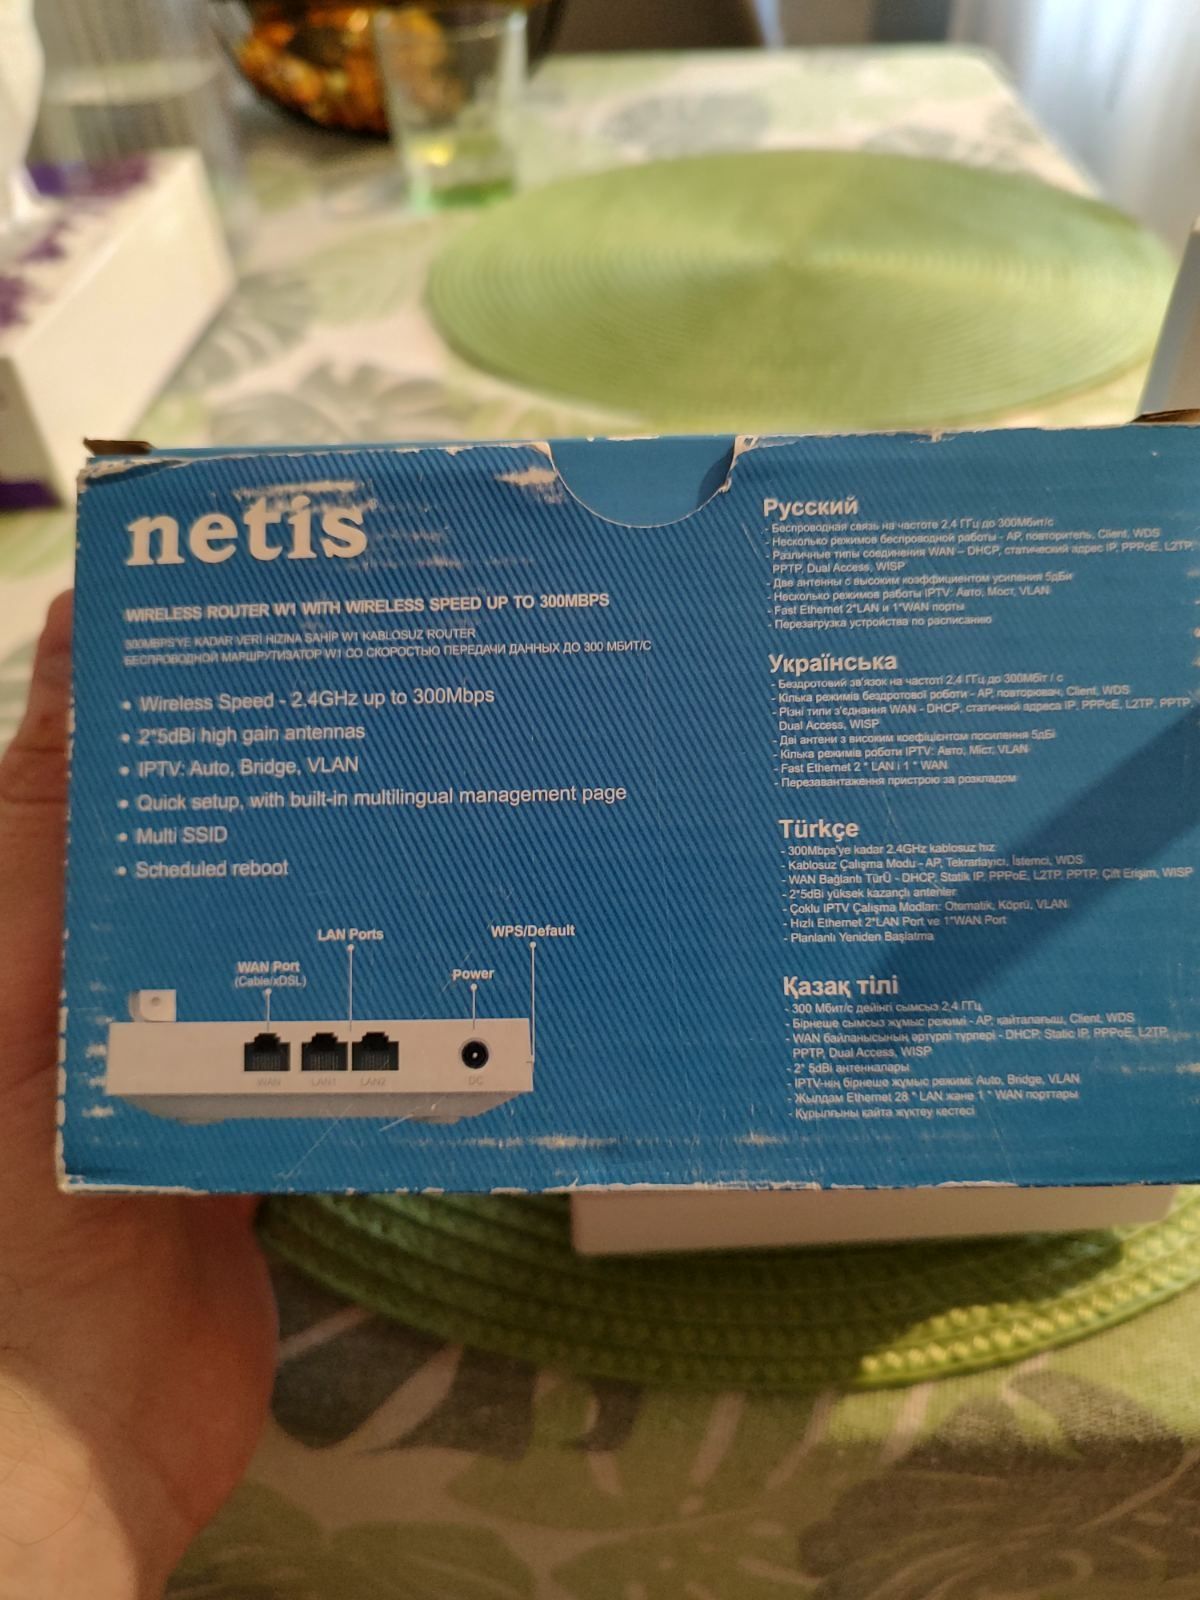 netis
WIRELESS ROUTER W1 WITH WIRELESS SPEED UP TO 300MBPS
300MBPS'YE KADAR VERİ HIZINA SAHİP W1 KABLOSUZ ROUTER
БЕСПРОВОДНОЙ МАРШРУТИЗАТОР W1 СО СКОРОСТЬЮ ПЕРЕДАЧИ ДАННЫХ ДО 300 МБИТ/С
• Wireless Speed - 2.4GHz up to 300Mbps
• 2*5dBi high gain antennas
• IPTV: Auto, Bridge, VLAN
• Quick setup, with built-in multilingual management page
• Multi SSID
• Scheduled reboot
WPS/Default
LAN Ports
WAN Port
(Cable/xDSL)
Power
WAN
LAN1
LAN2
DC
Русский
- Беспроводная связь на частоте 2,4 ГГц до 300Мбит/с
- Несколько режимов беспроводной работы - AP, повторитель, Client, WDS
- Различные типы соединения WAN – DHCP, статический адрес IP, PPPoE, L2TP,
PPTP, Dual Access, WISP
- Две антенны с высоким коэффициентом усиления 5дБи
- Несколько режимов работы IPTV: Авто, Мост, VLAN
- Fast Ethernet 2*LAN и 1*WAN порты
- Перезагрузка устройства по расписанию
Українська
- Бездротовий зв'язок на частоті 2,4 ГГц до 300Мбіт / с
- Кілька режимів бездротової роботи - AP, повторювач, Client, WDS
- Різні типи з'єднання WAN - DHCP, статичний адреса IP, PPPoE, L2TP, PPTP,
Dual Access, WISP
- Дві антени з високим коефіцієнтом посилення 5дБі
- Кілька режимів роботи IPTV: Авто, Міст, VLAN
- Fast Ethernet 2 * LAN і 1 * WAN
- Перезавантаження пристрою за розкладом
Türkçe
- 300Mbps'ye kadar 2.4GHz kablosuz hız
- Kablosuz Çalışma Modu - AP, Tekrarlayıcı, İstemci, WDS
- WAN Bağlantı TürÜ - DHCP, Statik IP, PPPoE, L2TP, PPTP, Çift Erişim, WISP
- 2*5dBi yüksek kazançlı antenler
- Çoklu IPTV Çalışma Modları: Otomatik, Köprü, VLAN
- Hızlı Ethernet 2*LAN Port ve 1*WAN Port
- Planlanlı Yeniden Başlatma
Қазақ тілі
- 300 Мбит/с дейінгі сымсыз 2,4 ГГц
- Бірнеше сымсыз жұмыс режимі - AP, қайталағыш, Client, WDS
- WAN байланысының әртүрлі түрлері - DHCP, Static IP, PPPoE, L2TP,
PPTP, Dual Access, WISP
- 2* 5dBi антенналары
- IPTV-нің бірнеше жұмыс режимі: Auto, Bridge, VLAN
- Жылдам Ethernet 28 * LAN және 1 * WAN порттары
- Құрылғыны қайта жүктеу кестесі